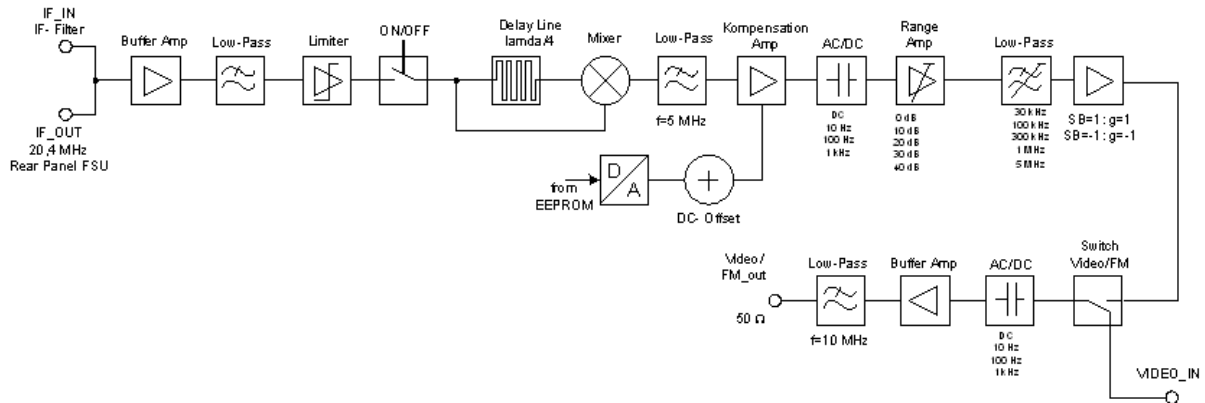 IF_IN
IF- Filter
Buffer Amp
Low-Pass
Limiter
ON/OFF
Delay Line
lamda/4
Mixer
Low-Pass
Kompensation
Amp
AC/DC
Range
Amp
Low-Pass
IF_OUT
20,4 MHz
Rear Panel FSU
f=5 MHz
DC
10 Hz
100 Hz
1kHz
0 dB
10 dB
20 dB
30 dB
40 dB
30 kHz
100 kHz
300 kHz
1 MHz
5 MHz
SB=1 : g=1
SB=-1 : g=-1
from
EEPROM
D
A
DC- Offset
Video/
FM_out
50 Ω
Low-Pass
Buffer Amp
AC/DC
Switch
Video/FM
f=10 MHz
DC
10 Hz
100 Hz
1kHz
VIDEO_IN